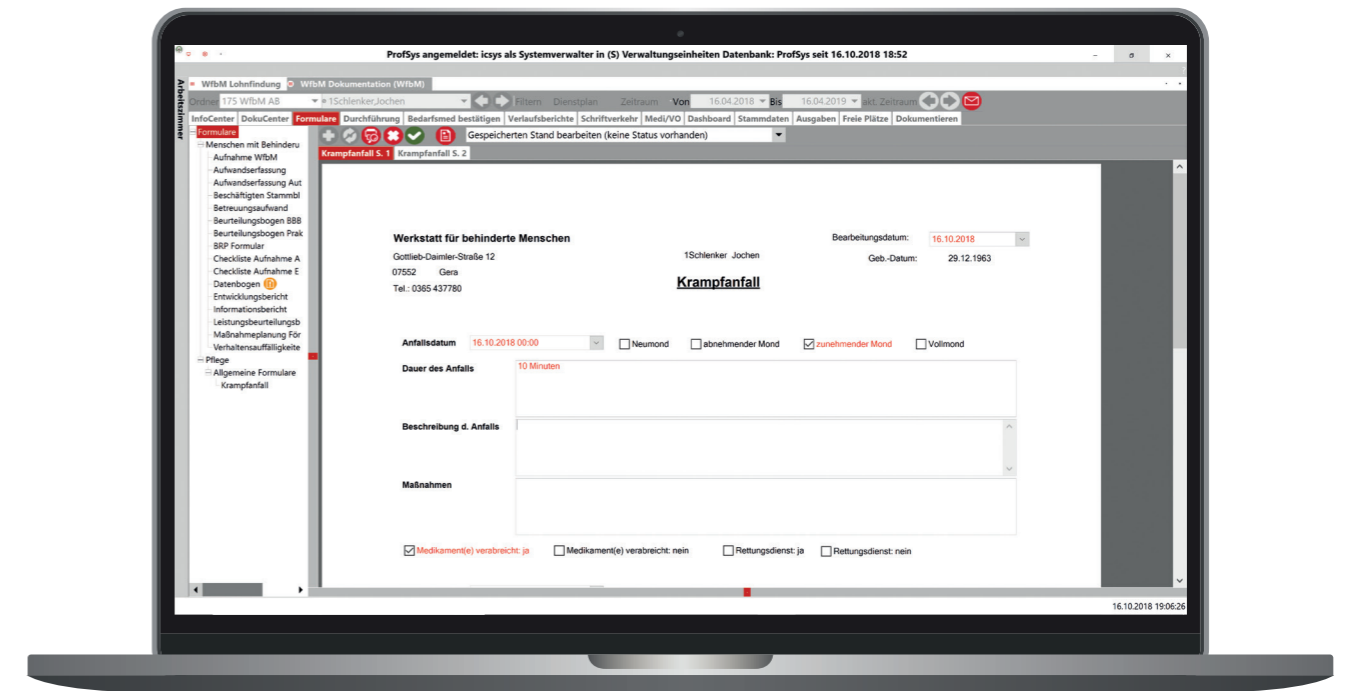 ProfSys angemeldet: icsys als Systemverwalter in (S) Verwaltungseinheiten Datenbank: ProfSys seit 16.10.2018 18:52
Arbeitszimmer
WfbM Lohnfindung WfbM Dokumentation (WfbM)
Ordner 175 WfbM AB 1Schlenker,Jochen Filtern Dienstplan Zeitraum Von 16.04.2018 Bis 16.04.2019 akt. Zeitraum
InfoCenter DokuCenter Formulare Durchführung Bedarfsmed bestätigen Verlaufsberichte Schriftverkehr Medi/VO Dashboard Stammdaten Ausgaben Freie Plätze Dokumentieren
Gespeicherten Stand bearbeiten (keine Status vorhanden)
Krampfanfall S. 1 Krampfanfall S. 2
Formulare
Menschen mit Behinderu
Aufnahme WfbM
Aufwandserfassung
Aufwandserfassung Aut
Beschäftigten Stammbl
Betreuungsaufwand
Beurteilungsbogen BBB
Beurteilungsbogen Prak
BRP Formular
Checkliste Aufnahme A
Checkliste Aufnahme E
Datenbogen
Entwicklungsbericht
Informationsbericht
Leistungsbeurteilungsb
Maßnahmeplanung För
Verhaltensauffälligkeite
Pflege
Allgemeine Formulare
Krampfanfall
Werkstatt für behinderte Menschen
Gottlieb-Daimler-Straße 12
07552 Gera
Tel.: 0365 437780
1Schlenker Jochen
Krampfanfall
Bearbeitungsdatum: 16.10.2018
Geb.-Datum: 29.12.1963
Anfallsdatum 16.10.2018 00:00 Neumond abnehmender Mond zunehmender Mond Vollmond
Dauer des Anfalls 10 Minuten
Beschreibung d. Anfalls
Maßnahmen
Medikament(e) verabreicht: ja Medikament(e) verabreicht: nein Rettungsdienst: ja Rettungsdienst: nein
16.10.2018 19:06:26